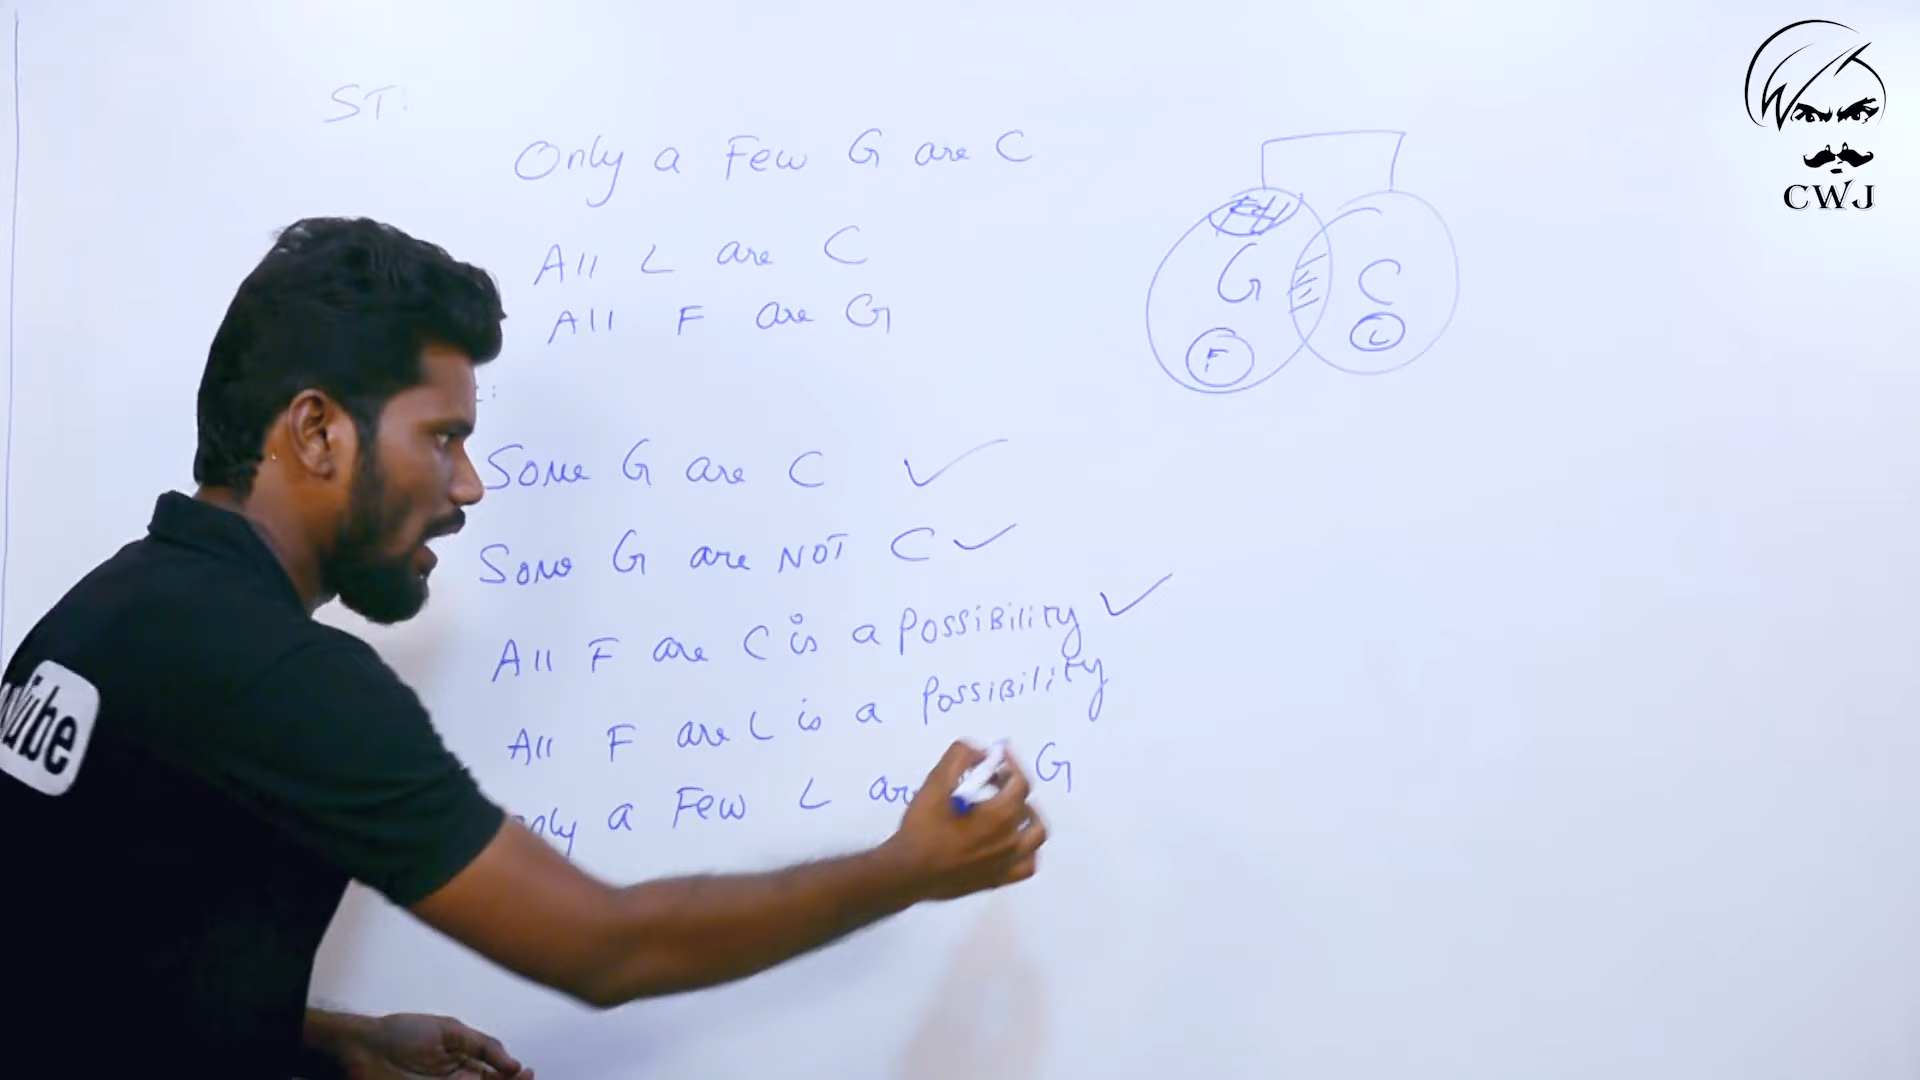 ST:
Only a Few G are C
All L are C
All F are G
Some G are C
Some G are NOT C
All F are C is a Possibility
All F are L is a Possibility
a Few L G
G C
F L
Tube
CWJ